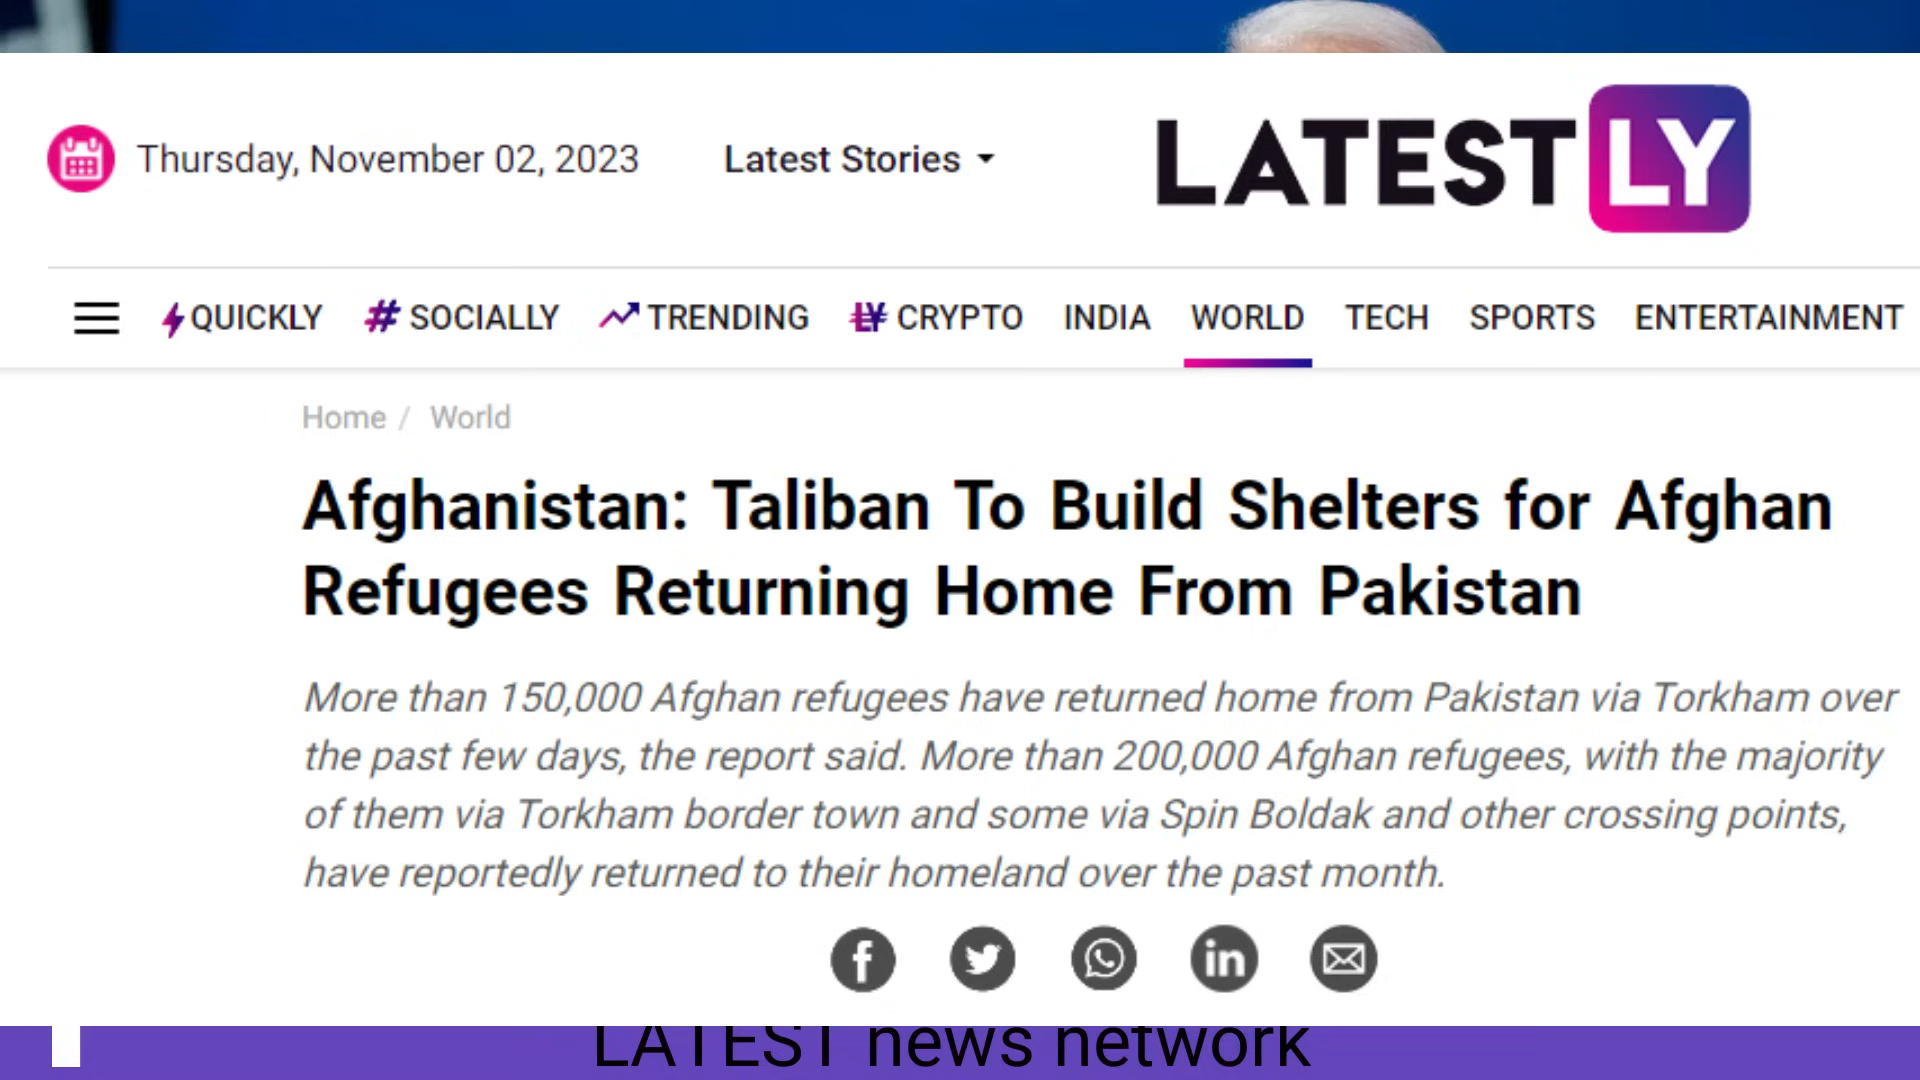 Thursday, November 02, 2023
Latest Stories
LATESTLY
QUICKLY
SOCIALLY
TRENDING
CRYPTO
INDIA
WORLD
TECH
SPORTS
ENTERTAINMENT
Home / World
Afghanistan: Taliban To Build Shelters for Afghan
Refugees Returning Home From Pakistan
More than 150,000 Afghan refugees have returned home from Pakistan via Torkham over
the past few days, the report said. More than 200,000 Afghan refugees, with the majority
of them via Torkham border town and some via Spin Boldak and other crossing points,
have reportedly returned to their homeland over the past month.
LATEST news network